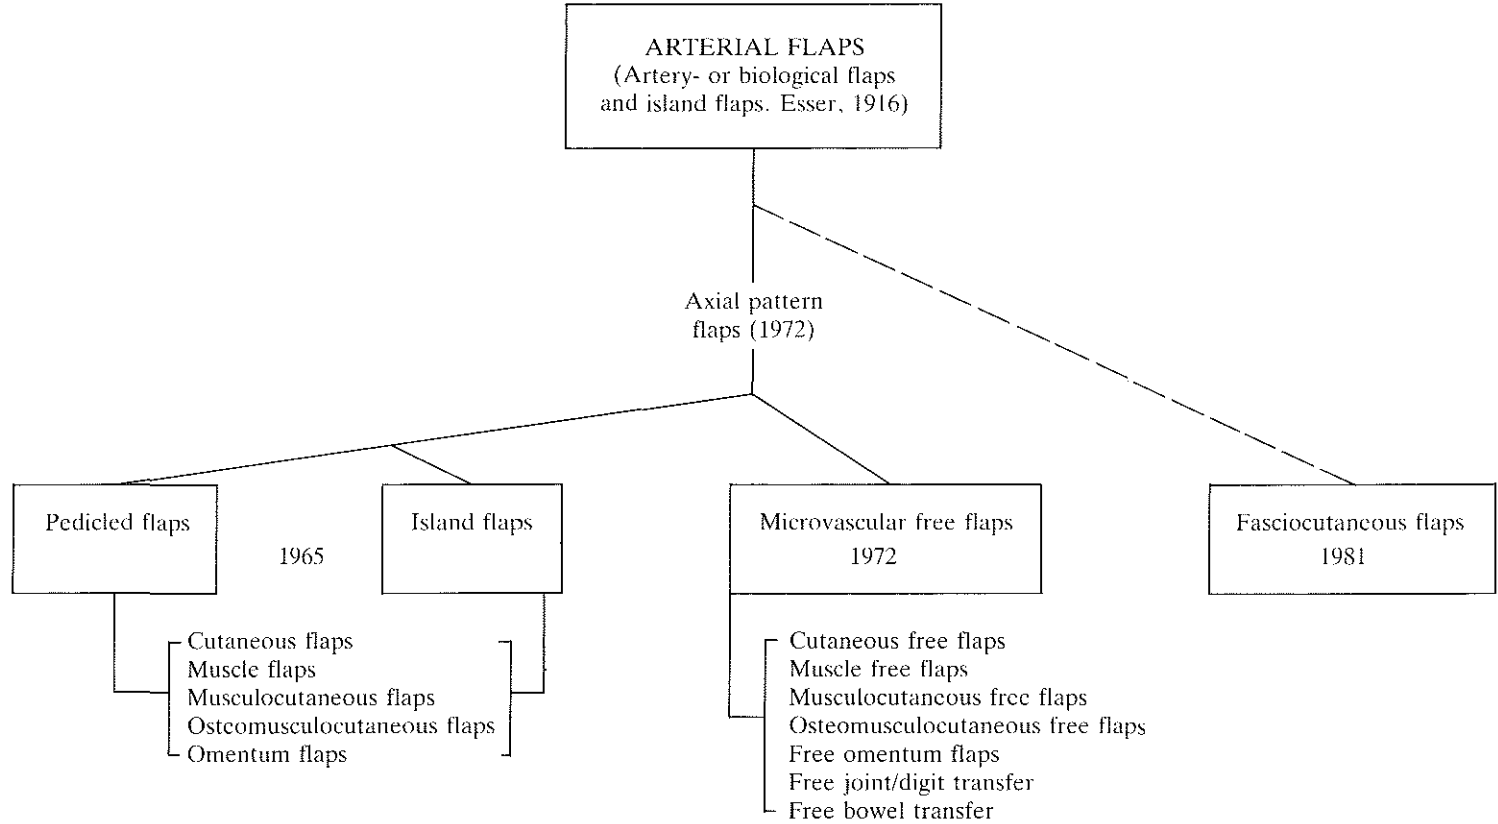 ARTERIAL FLAPS
(Artery- or biological flaps
and island flaps. Esser, 1916)
Axial pattern
flaps (1972)
Pedicled flaps
1965
Island flaps
Microvascular free flaps
1972
Fasciocutaneous flaps
1981
Cutaneous flaps
Muscle flaps
Musculocutaneous flaps
Osteomusculocutaneous flaps
Omentum flaps
Cutaneous free flaps
Muscle free flaps
Musculocutaneous free flaps
Osteomusculocutaneous free flaps
Free omentum flaps
Free joint/digit transfer
Free bowel transfer